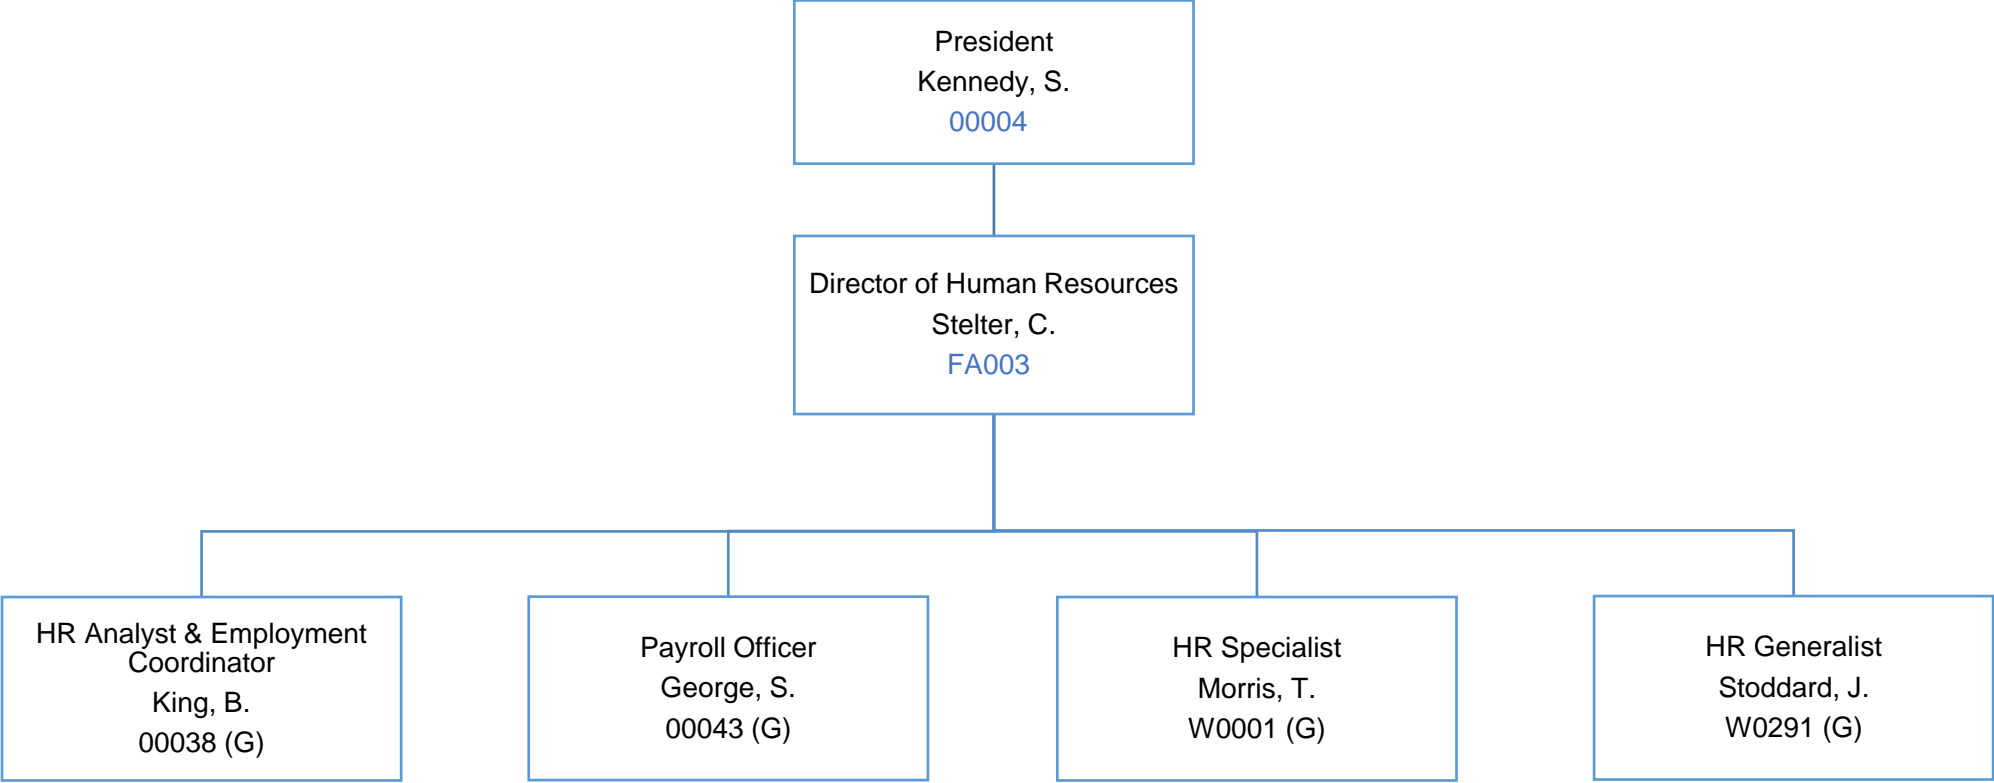 President
Kennedy, S.
00004
Director of Human Resources
Stelter, C.
FA003
HR Analyst & Employment
Coordinator
King, B.
00038 (G)
Payroll Officer
George, S.
00043 (G)
HR Specialist
Morris, T.
W0001 (G)
HR Generalist
Stoddard, J.
W0291 (G)